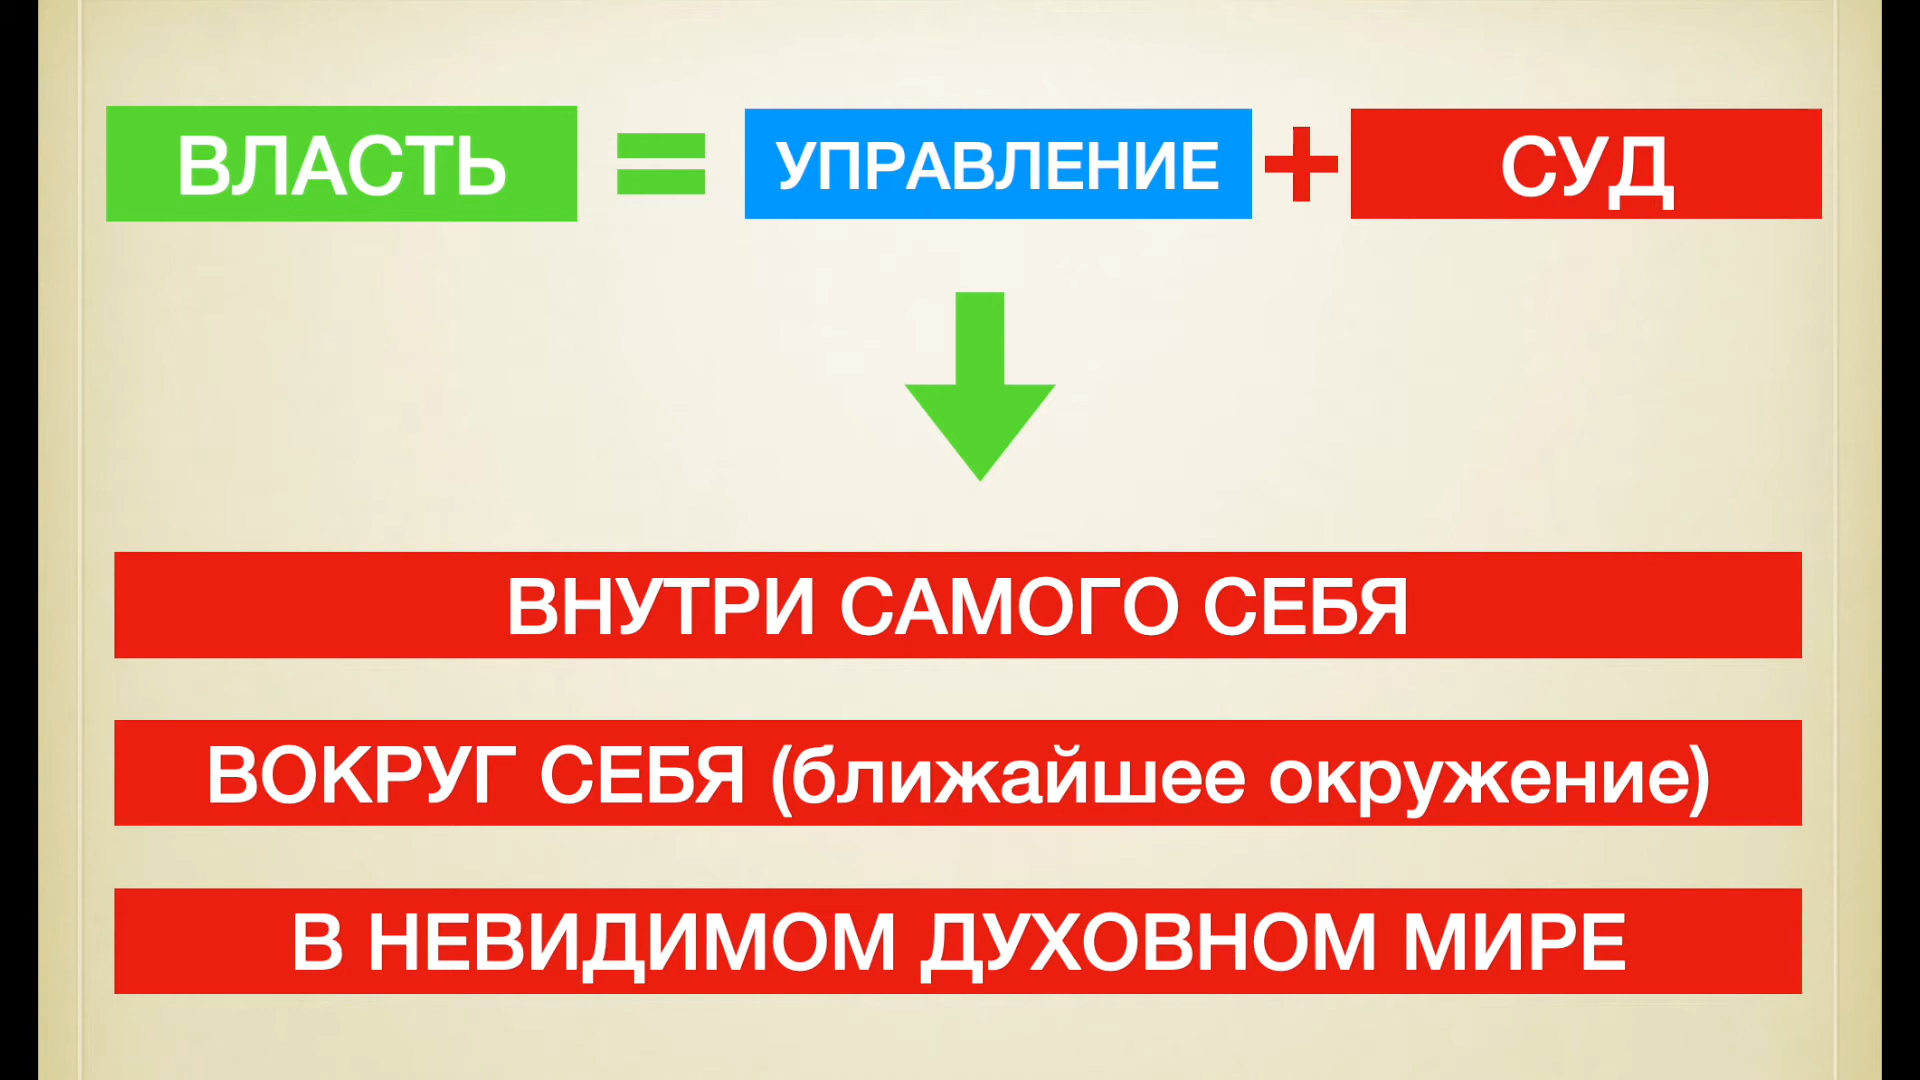 ВЛАСТЬ = УПРАВЛЕНИЕ + СУД
ВНУТРИ САМОГО СЕБЯ
ВОКРУГ СЕБЯ (ближайшее окружение)
В НЕВИДИМОМ ДУХОВНОМ МИРЕ